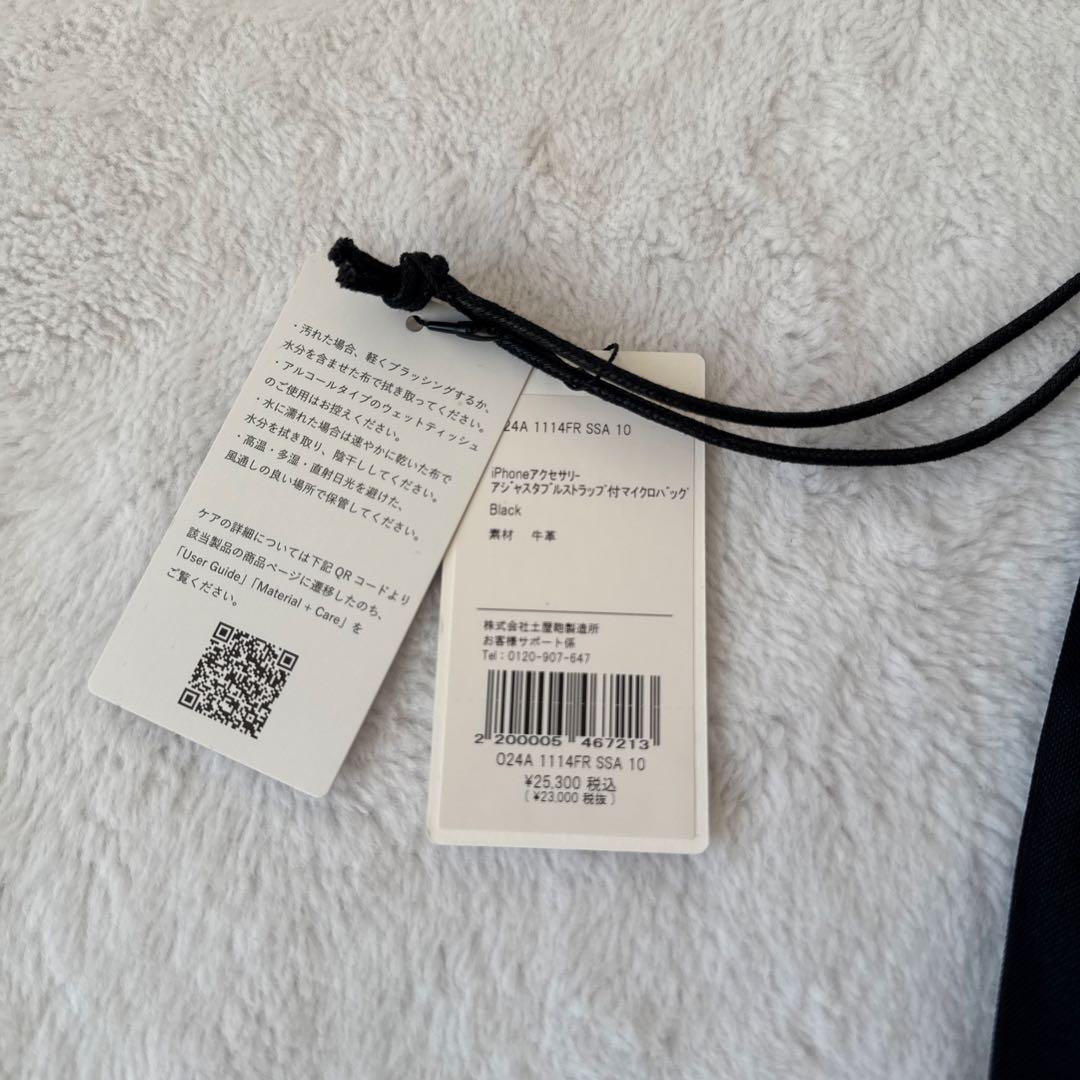 ・汚れた場合、軽くブラッシングするか、
水分を含ませた布で拭き取ってください。
・アルコールタイプのウェットティッシュ
のご使用はお控えください。
・水に濡れた場合は速やかに乾いた布で
水分を拭き取り、陰干ししてください。
・高温・多湿・直射日光を避けた、
風通しの良い場所で保管してください。
ケアの詳細については下記QRコードより
該当製品の商品ページに遷移したのち、
「User Guide」「Material + Care」を
ご覧ください。
24A 1114FR SSA 10
iPhoneアクセサリー
アジャスタブルストラップ付マイクロバッグ
Black
素材 牛革
株式会社土屋鞄製造所
お客様サポート係
Tel：0120-907-647
2 200005 467213
O24A 1114FR SSA 10
¥25,300 税込
(¥23,000 税抜)